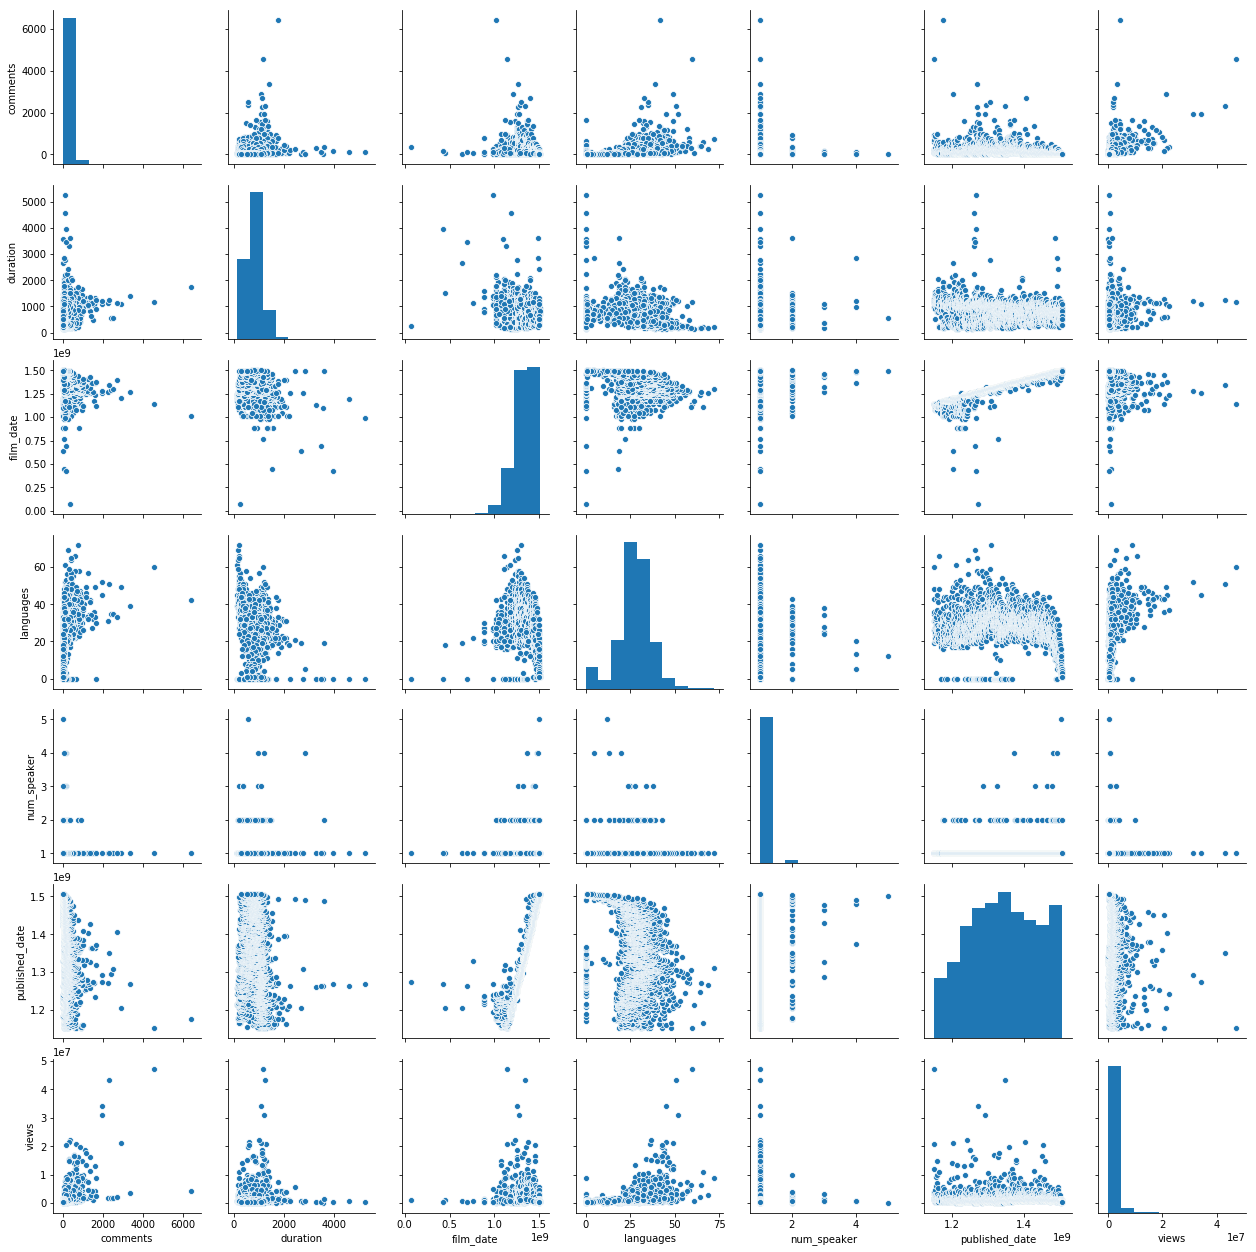 6000
4000
2000
0
comments
5000
4000
3000
2000
1000
0
duration
1e9
1.50
1.25
1.00
0.75
0.50
0.25
0.00
film_date
60
40
20
0
languages
5
4
3
2
1
num_speaker
1e9
1.5
1.4
1.3
1.2
published_date
1e7
5
4
3
2
1
0
views
0 2000 4000 6000
comments
0 2000 4000
duration
0.0 0.5 1.0 1.5
1e9
film_date
0 25 50 75
languages
2 4
num_speaker
1.2 1.4
1e9
published_date
0 2 4
1e7
views